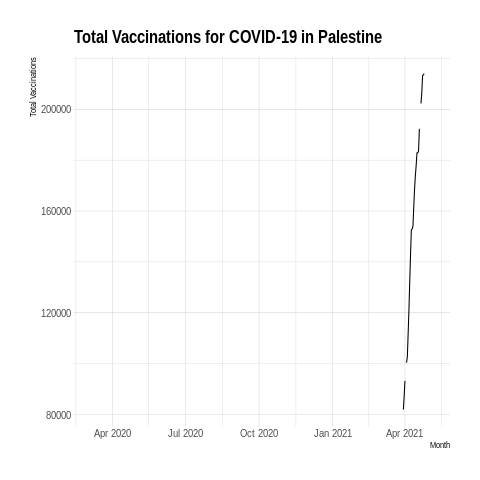 Total Vaccinations for COVID-19 in Palestine
Total Vaccinations
200000
160000
120000
80000
Apr 2020 Jul 2020 Oct 2020 Jan 2021 Apr 2021
Month